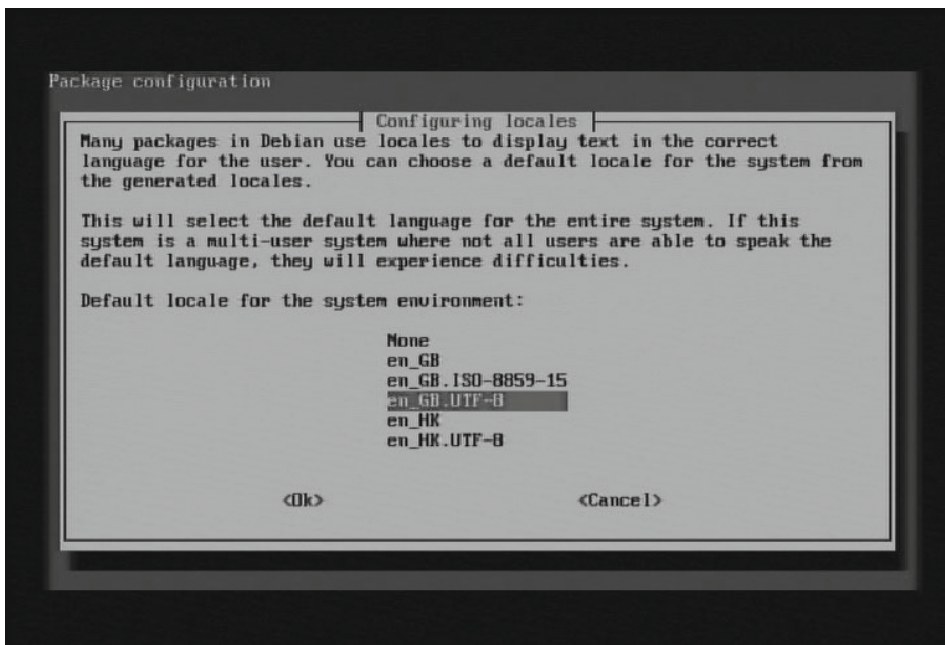 Package configuration
Configuring locales
Many packages in Debian use locales to display text in the correct
language for the user. You can choose a default locale for the system from
the generated locales.
This will select the default language for the entire system. If this
system is a multi-user system where not all users are able to speak the
default language, they will experience difficulties.
Default locale for the system environment:
None
en_GB
en_GB.ISO-8859-15
en_GB.UTF-8
en_HK
en_HK.UTF-8
<Ok> <Cancel>